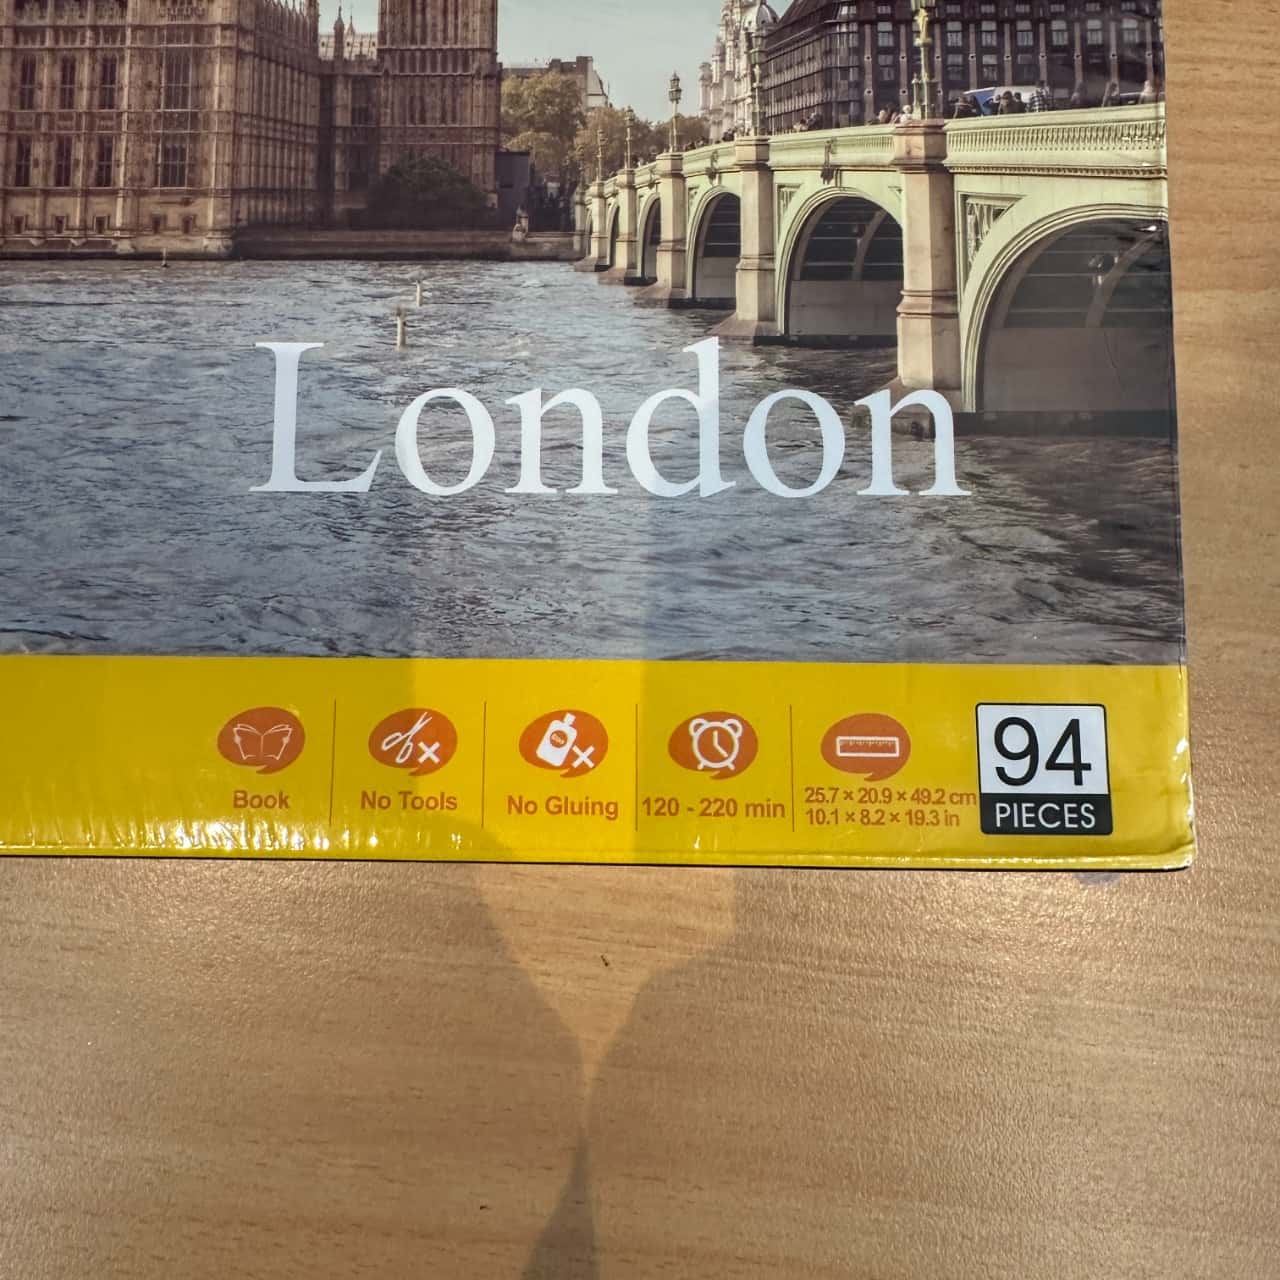 London
Book
No Tools
No Gluing
120 - 220 min
25.7 × 20.9 × 49.2 cm
10.1 × 8.2 × 19.3 in
94
PIECES